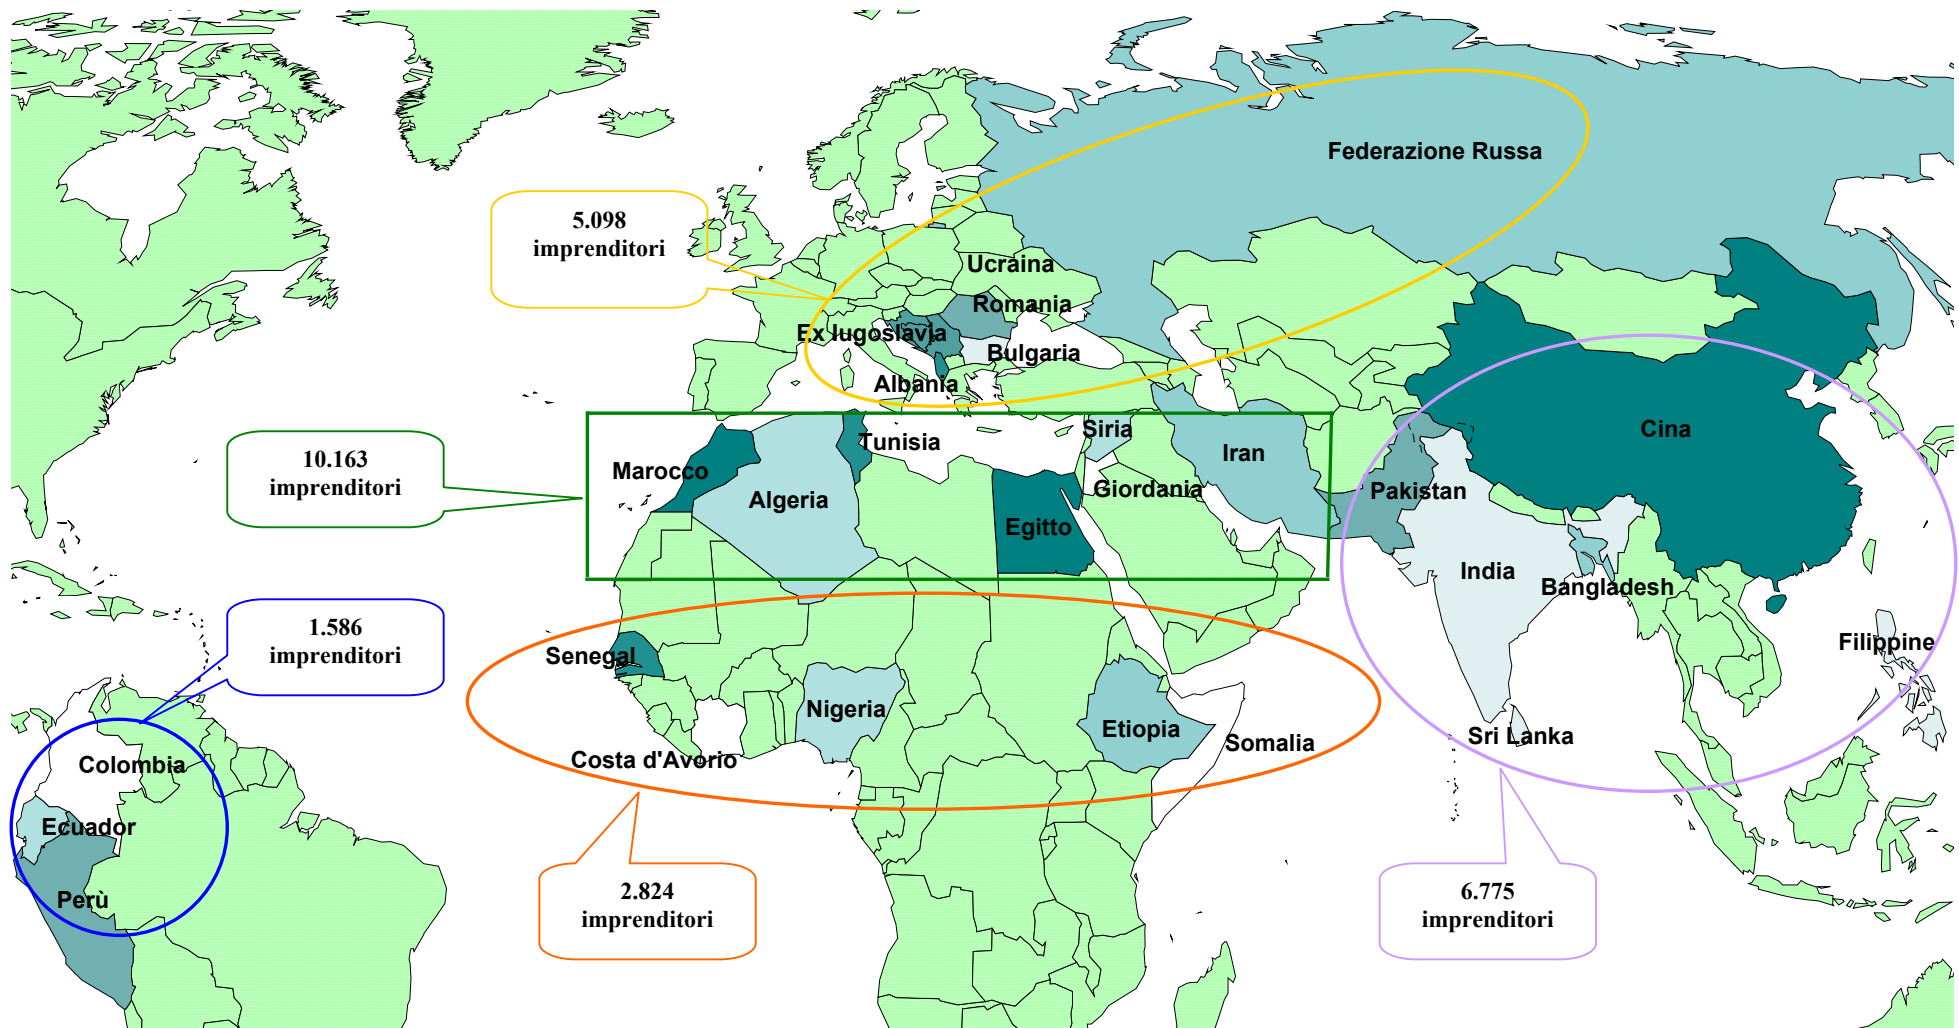 Federazione Russa
5.098
imprenditori
Ucraina
Romania
Ex Iugoslavia
Bulgaria
Albania
10.163
imprenditori
Marocco
Tunisia
Algeria
Egitto
Siria
Giordania
Iran
Pakistan
Cina
India
Bangladesh
Filippine
Sri Lanka
1.586
imprenditori
Senegal
Nigeria
Etiopia
Costa d'Avorio
Somalia
Colombia
Ecuador
Perù
2.824
imprenditori
6.775
imprenditori